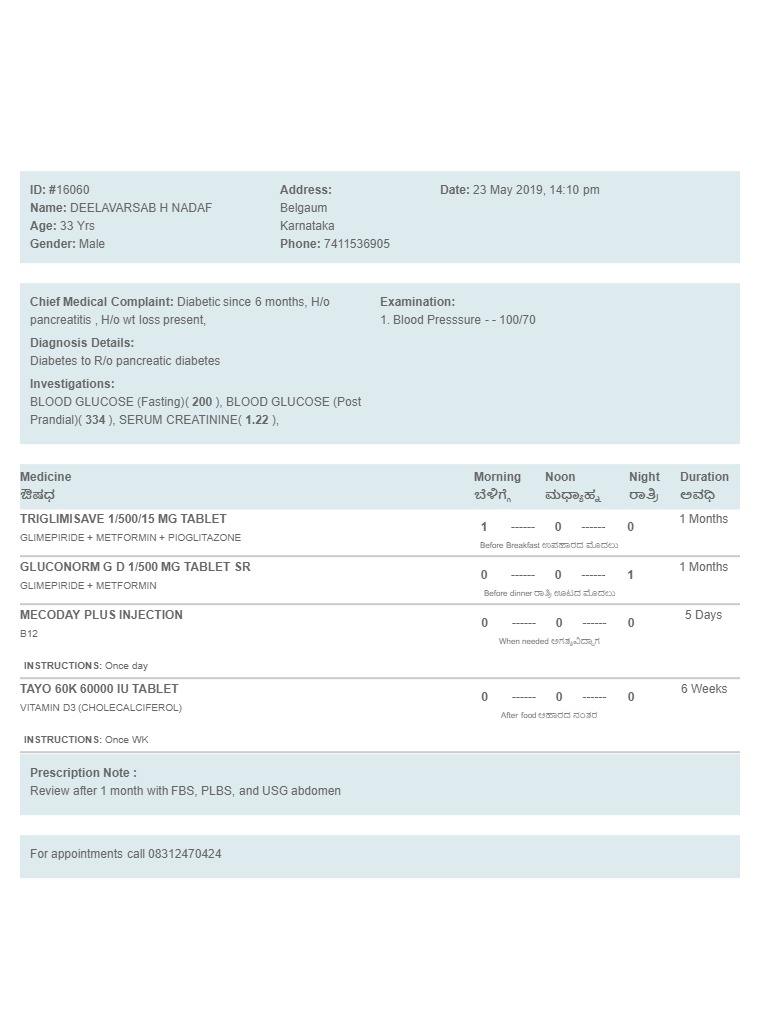 ID: #16060
Name: DEELAVARSAB H NADAF
Age: 33 Yrs
Gender: Male
Address:
Belgaum
Karnataka
Phone: 7411536905
Date: 23 May 2019, 14:10 pm
Chief Medical Complaint: Diabetic since 6 months, H/o
pancreatitis , H/o wt loss present,
Diagnosis Details:
Diabetes to R/o pancreatic diabetes
Investigations:
BLOOD GLUCOSE (Fasting)( 200 ), BLOOD GLUCOSE (Post
Prandial)( 334 ), SERUM CREATININE( 1.22 ),
Examination:
1. Blood Presssure - - 100/70
Medicine Morning Noon Night Duration
ಔಷಧ ಬೆಳಿಗ್ಗೆ ಮಧ್ಯಾಹ್ನ ರಾತ್ರಿ ಅವಧಿ
TRIGLIMISAVE 1/500/15 MG TABLET 1 ------ 0 ------ 0 1 Months
GLIMEPIRIDE + METFORMIN + PIOGLITAZONE
Before Breakfast ಉಪಹಾರದ ಮೊದಲು
GLUCONORM G D 1/500 MG TABLET SR 0 ------ 0 ------ 1 1 Months
GLIMEPIRIDE + METFORMIN
Before dinner ರಾತ್ರಿ ಊಟದ ಮೊದಲು
MECODAY PLUS INJECTION 0 ------ 0 ------ 0 5 Days
B12
When needed ಅಗತ್ಯವಿದ್ದಾಗ
INSTRUCTIONS: Once day
TAYO 60K 60000 IU TABLET 0 ------ 0 ------ 0 6 Weeks
VITAMIN D3 (CHOLECALCIFEROL)
After food ಆಹಾರದ ನಂತರ
INSTRUCTIONS: Once WK
Prescription Note :
Review after 1 month with FBS, PLBS, and USG abdomen
For appointments call 08312470424